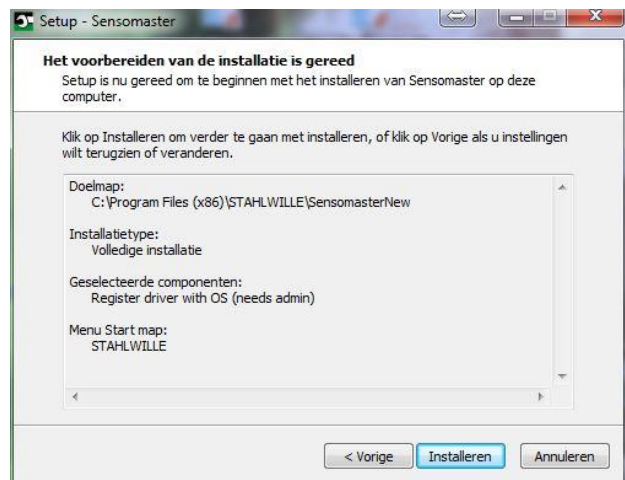 Setup - Sensomaster
Het voorbereiden van de installatie is gereed
Setup is nu gereed om te beginnen met het installeren van Sensomaster op deze
computer.
Klik op Installeren om verder te gaan met installeren, of klik op Vorige als u instellingen
wilt terugzien of veranderen.
Doelmap:
C:\Program Files (x86)\STAHLWILLE\SensomasterNew
Installatietype:
Volledige installatie
Geselecteerde componenten:
Register driver with OS (needs admin)
Menu Start map:
STAHLWILLE
< Vorige
Installeren
Annuleren